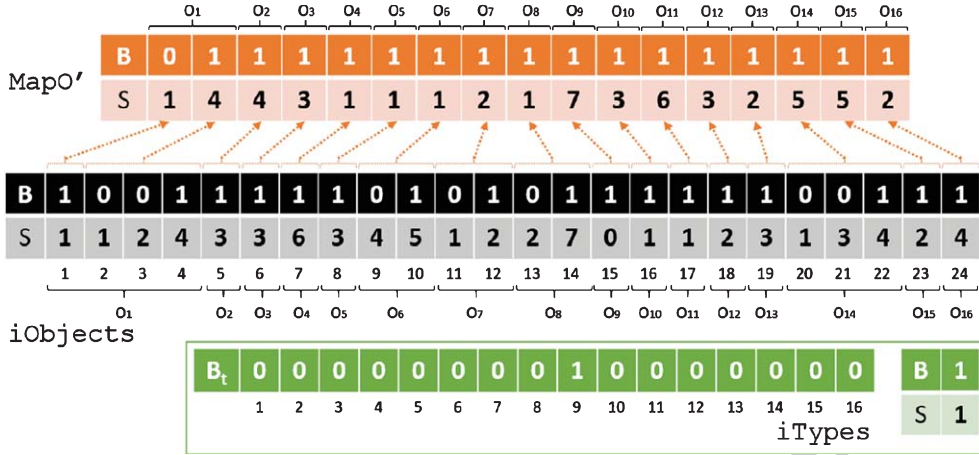 O1 O2 O3 O4 O5 O6 O7 O8 O9 O10 O11 O12 O13 O14 O15 O16
B 0 1 1 1 1 1 1 1 1 1 1 1 1 1 1 1 1
MapO’
S 1 4 4 3 1 1 1 2 1 7 3 6 3 2 5 5 2
B 1 0 0 1 1 1 1 1 0 1 0 1 0 1 1 1 1 1 1 0 0 1 1 1
S 1 1 2 4 3 3 6 3 4 5 1 2 2 7 0 1 1 2 3 1 3 4 2 4
1 2 3 4 5 6 7 8 9 10 11 12 13 14 15 16 17 18 19 20 21 22 23 24
O1 O2 O3 O4 O5 O6 O7 O8 O9 O10 O11 O12 O13 O14 O15 O16
iObjects
Bt 0 0 0 0 0 0 0 0 1 0 0 0 0 0 0 0 B 1
1 2 3 4 5 6 7 8 9 10 11 12 13 14 15 16 S 1
iTypes